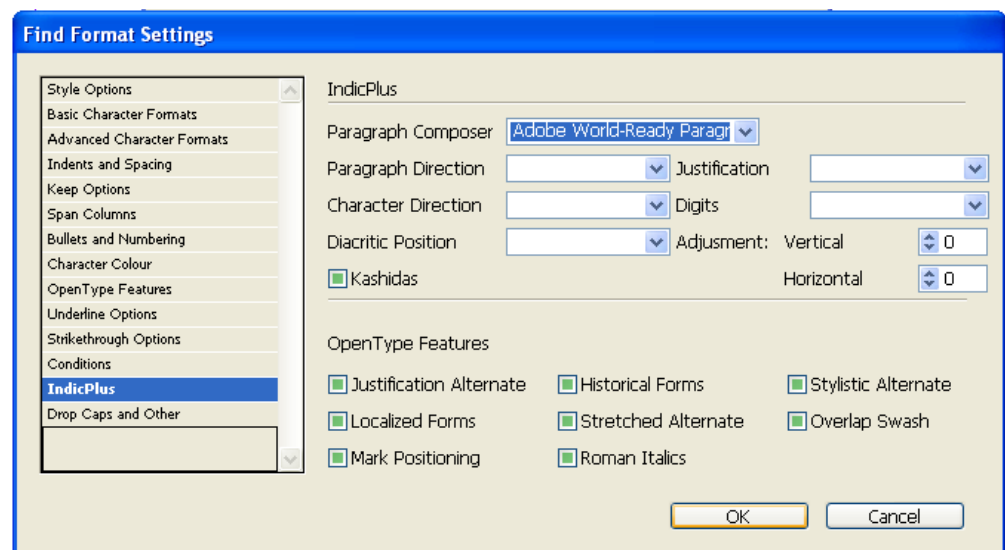 Find Format Settings
Style Options
Basic Character Formats
Advanced Character Formats
Indents and Spacing
Keep Options
Span Columns
Bullets and Numbering
Character Colour
OpenType Features
Underline Options
Strikethrough Options
Conditions
IndicPlus
Drop Caps and Other
IndicPlus
Paragraph Composer Adobe World-Ready Paragr
Paragraph Direction Justification
Character Direction Digits
Diacritic Position Adjusment: Vertical 0
Kashidas Horizontal 0
OpenType Features
Justification Alternate Historical Forms Stylistic Alternate
Localized Forms Stretched Alternate Overlap Swash
Mark Positioning Roman Italics
OK Cancel